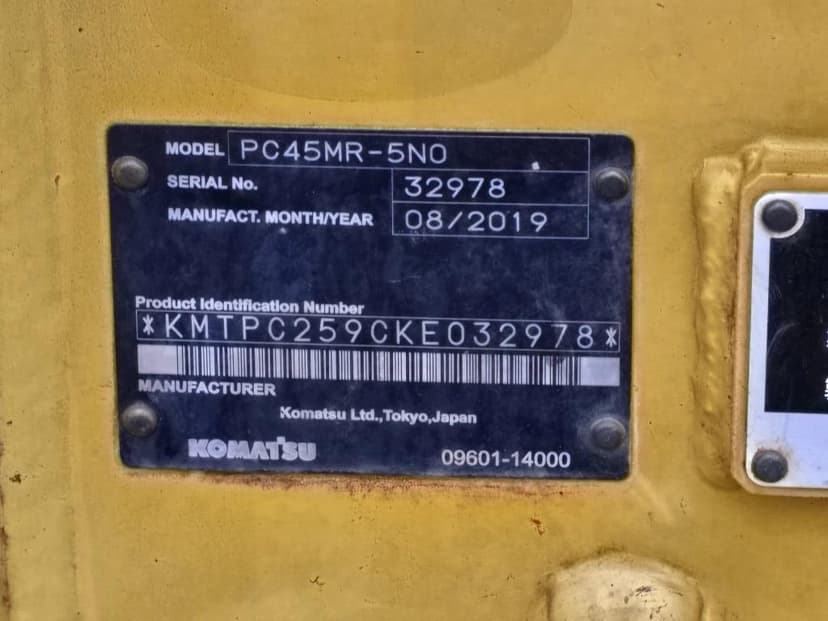 MODEL PC45MR-5N0
SERIAL No. 32978
MANUFACT. MONTH/YEAR 08/2019
Product Identification Number
*KMTPC259CKE032978*
MANUFACTURER
Komatsu Ltd.,Tokyo,Japan
KOMATSU 09601-14000